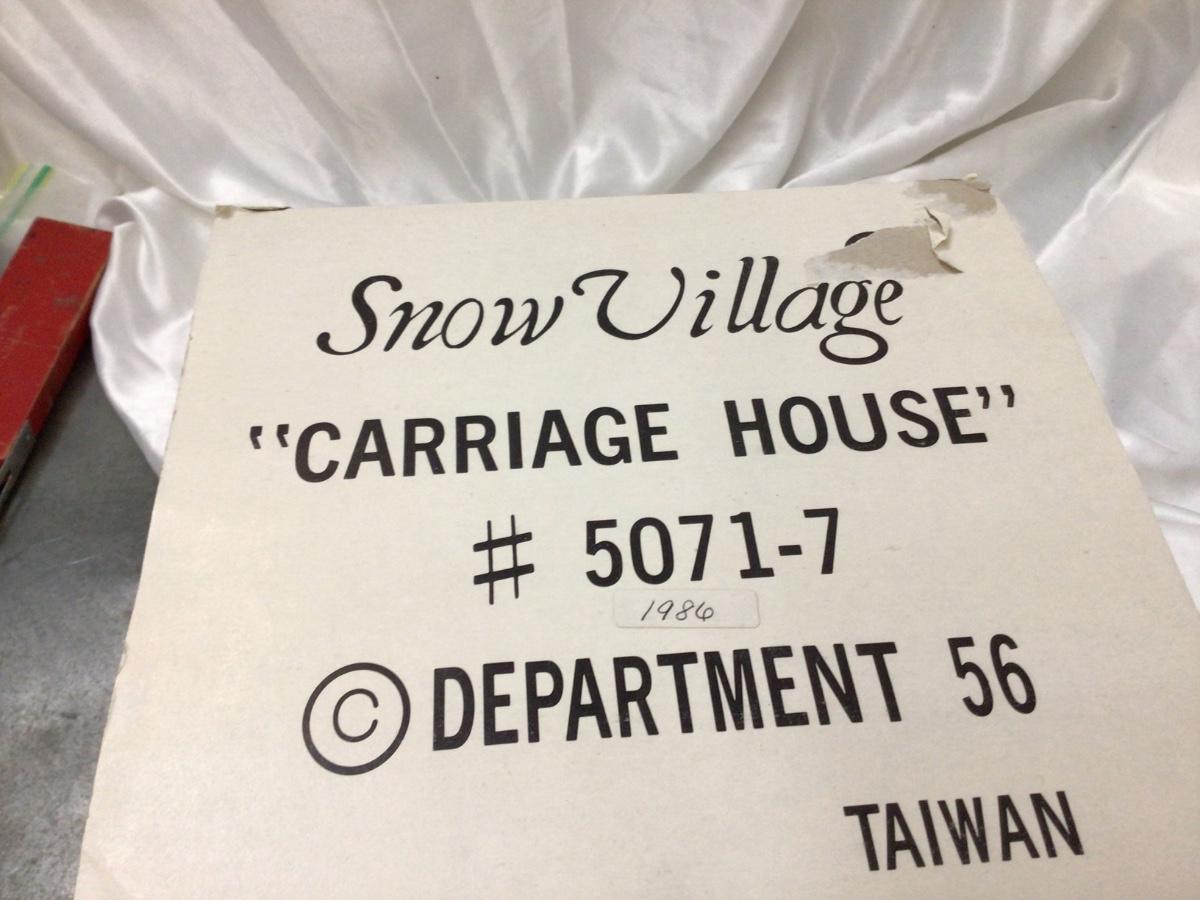 Snow Village
"CARRIAGE HOUSE"
# 5071-7
1986
© DEPARTMENT 56
TAIWAN